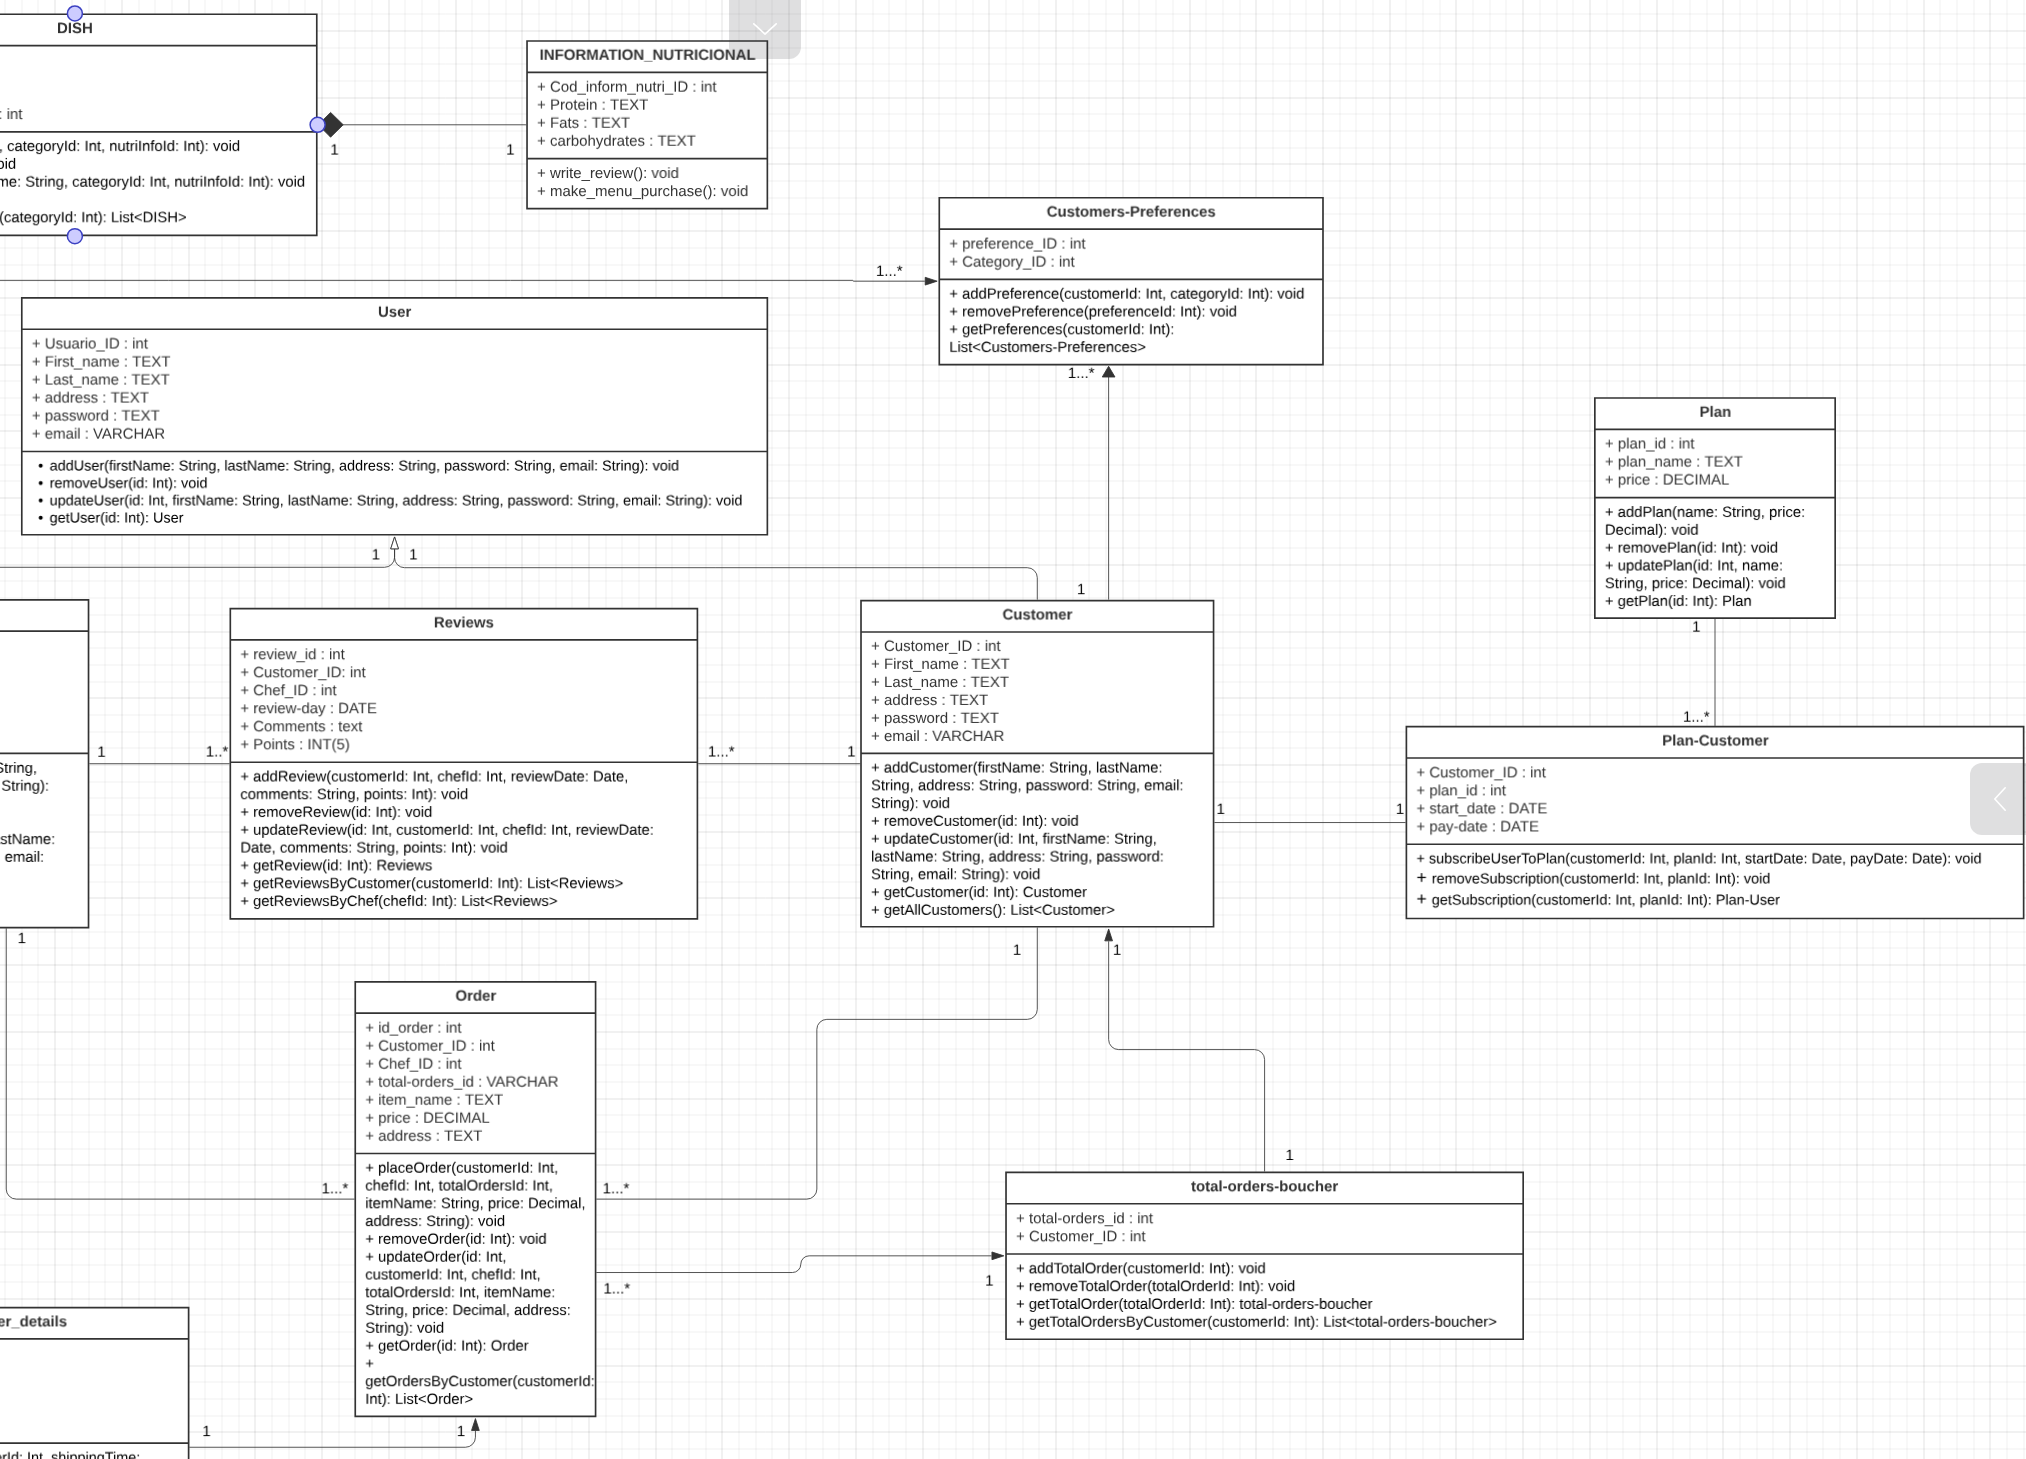 DISH
: int
, categoryId: Int, nutriInfoId: Int): void
oid
me: String, categoryId: Int, nutriInfoId: Int): void
(categoryId: Int): List<DISH>
1
1
INFORMATION_NUTRICIONAL
+ Cod_inform_nutri_ID : int
+ Protein : TEXT
+ Fats : TEXT
+ carbohydrates : TEXT
+ write_review(): void
+ make_menu_purchase(): void
Customers-Preferences
+ preference_ID : int
+ Category_ID : int
+ addPreference(customerId: Int, categoryId: Int): void
+ removePreference(preferenceId: Int): void
+ getPreferences(customerId: Int):
List<Customers-Preferences>
1...*
1...*
1
User
+ Usuario_ID : int
+ First_name : TEXT
+ Last_name : TEXT
+ address : TEXT
+ password : TEXT
+ email : VARCHAR
• addUser(firstName: String, lastName: String, address: String, password: String, email: String): void
• removeUser(id: Int): void
• updateUser(id: Int, firstName: String, lastName: String, address: String, password: String, email: String): void
• getUser(id: Int): User
1
1
Plan
+ plan_id : int
+ plan_name : TEXT
+ price : DECIMAL
+ addPlan(name: String, price:
Decimal): void
+ removePlan(id: Int): void
+ updatePlan(id: Int, name:
String, price: Decimal): void
+ getPlan(id: Int): Plan
1
1...*
String,
String):
stName:
email:
1
1
1..*
Reviews
+ review_id : int
+ Customer_ID: int
+ Chef_ID : int
+ review-day : DATE
+ Comments : text
+ Points : INT(5)
+ addReview(customerId: Int, chefId: Int, reviewDate: Date,
comments: String, points: Int): void
+ removeReview(id: Int): void
+ updateReview(id: Int, customerId: Int, chefId: Int, reviewDate:
Date, comments: String, points: Int): void
+ getReview(id: Int): Reviews
+ getReviewsByCustomer(customerId: Int): List<Reviews>
+ getReviewsByChef(chefId: Int): List<Reviews>
1...*
1
Customer
+ Customer_ID : int
+ First_name : TEXT
+ Last_name : TEXT
+ address : TEXT
+ password : TEXT
+ email : VARCHAR
+ addCustomer(firstName: String, lastName:
String, address: String, password: String, email:
String): void
+ removeCustomer(id: Int): void
+ updateCustomer(id: Int, firstName: String,
lastName: String, address: String, password:
String, email: String): void
+ getCustomer(id: Int): Customer
+ getAllCustomers(): List<Customer>
1
1
1
1
Plan-Customer
+ Customer_ID : int
+ plan_id : int
+ start_date : DATE
+ pay-date : DATE
+ subscribeUserToPlan(customerId: Int, planId: Int, startDate: Date, payDate: Date): void
+ removeSubscription(customerId: Int, planId: Int): void
+ getSubscription(customerId: Int, planId: Int): Plan-User
Order
+ id_order : int
+ Customer_ID : int
+ Chef_ID : int
+ total-orders_id : VARCHAR
+ item_name : TEXT
+ price : DECIMAL
+ address : TEXT
+ placeOrder(customerId: Int,
chefId: Int, totalOrdersId: Int,
itemName: String, price: Decimal,
address: String): void
+ removeOrder(id: Int): void
+ updateOrder(id: Int,
customerId: Int, chefId: Int,
totalOrdersId: Int, itemName:
String, price: Decimal, address:
String): void
+ getOrder(id: Int): Order
+
getOrdersByCustomer(customerId:
Int): List<Order>
1...*
1...*
1...*
1
1
total-orders-boucher
+ total-orders_id : int
+ Customer_ID : int
+ addTotalOrder(customerId: Int): void
+ removeTotalOrder(totalOrderId: Int): void
+ getTotalOrder(totalOrderId: Int): total-orders-boucher
+ getTotalOrdersByCustomer(customerId: Int): List<total-orders-boucher>
er_details
1
1
erId: Int, shippingTime: